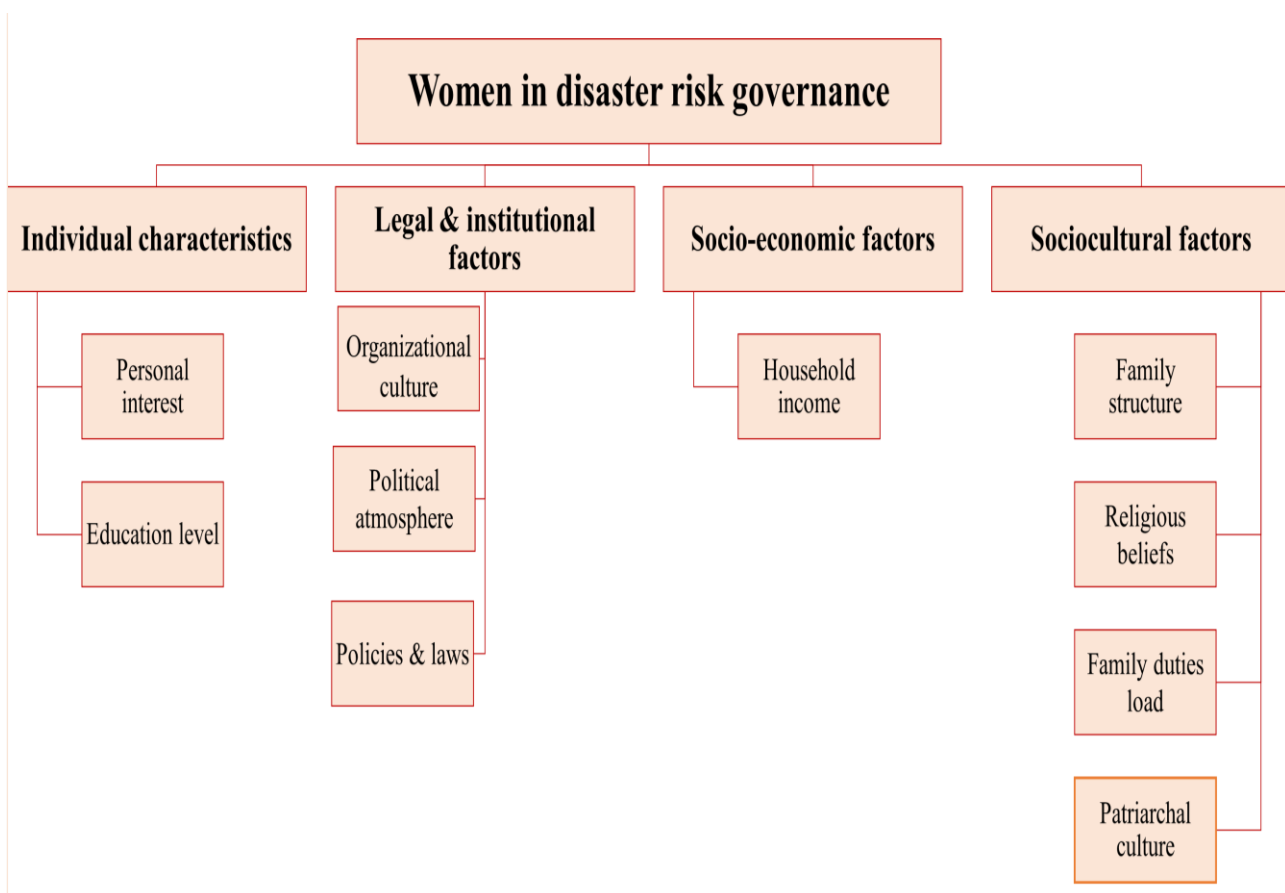 Women in disaster risk governance
Individual characteristics
Personal
interest
Education level
Legal & institutional
factors
Organizational
culture
Political
atmosphere
Policies & laws
Socio-economic factors
Household
income
Sociocultural factors
Family
structure
Religious
beliefs
Family duties
load
Patriarchal
culture